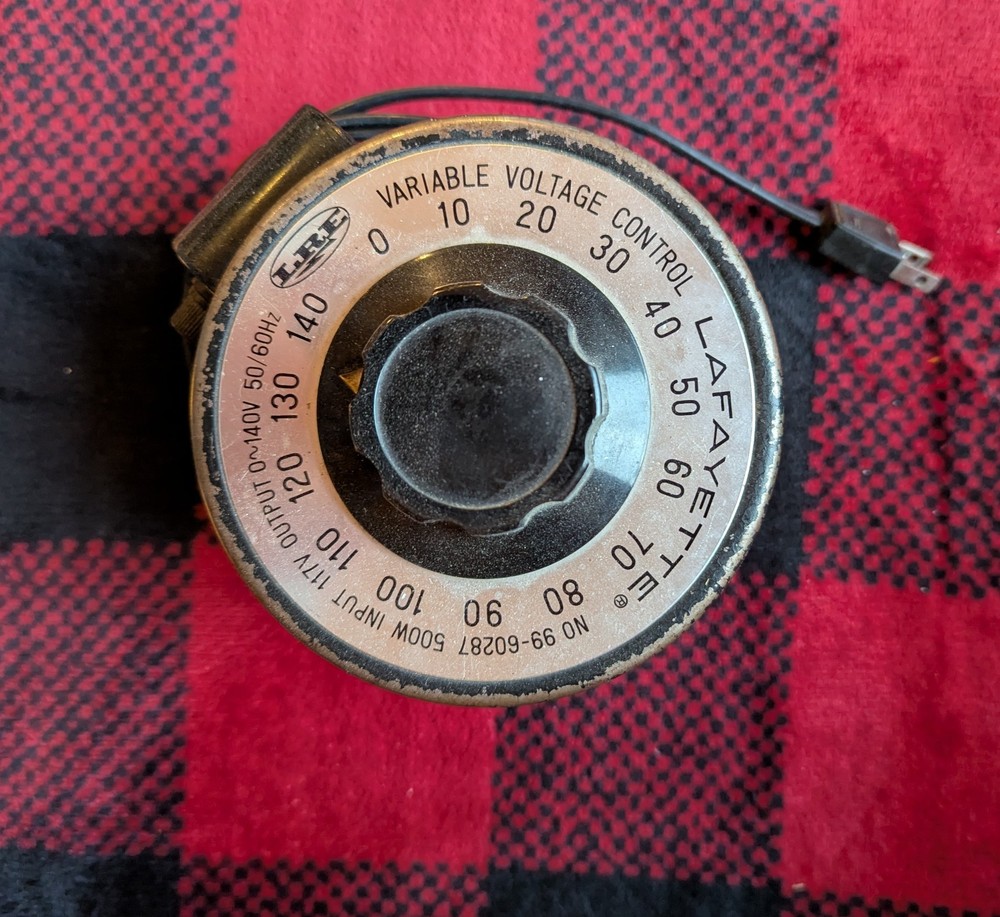 LRE
VARIABLE VOLTAGE CONTROL
LAFAYETTE®
NO 99-60287 500W INPUT 117V OUTPUT 0~140V 50/60Hz
0 10 20 30 40 50 60 70 80 90 100 110 120 130 140